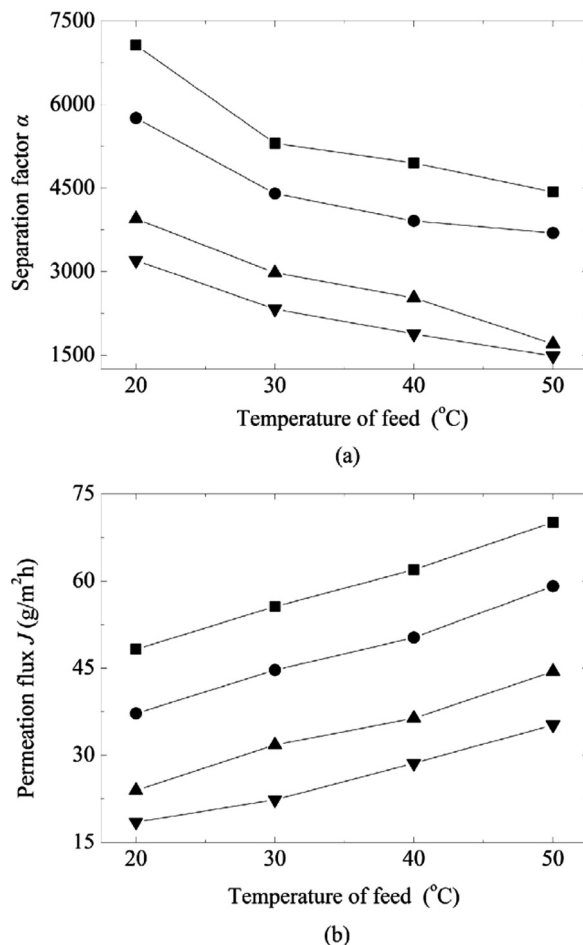 7500
6000
4500
3000
1500
Separation factor α
20 30 40 50
Temperature of feed (°C)
(a)
75
60
45
30
15
Permeation flux J (g/m²h)
20 30 40 50
Temperature of feed (°C)
(b)